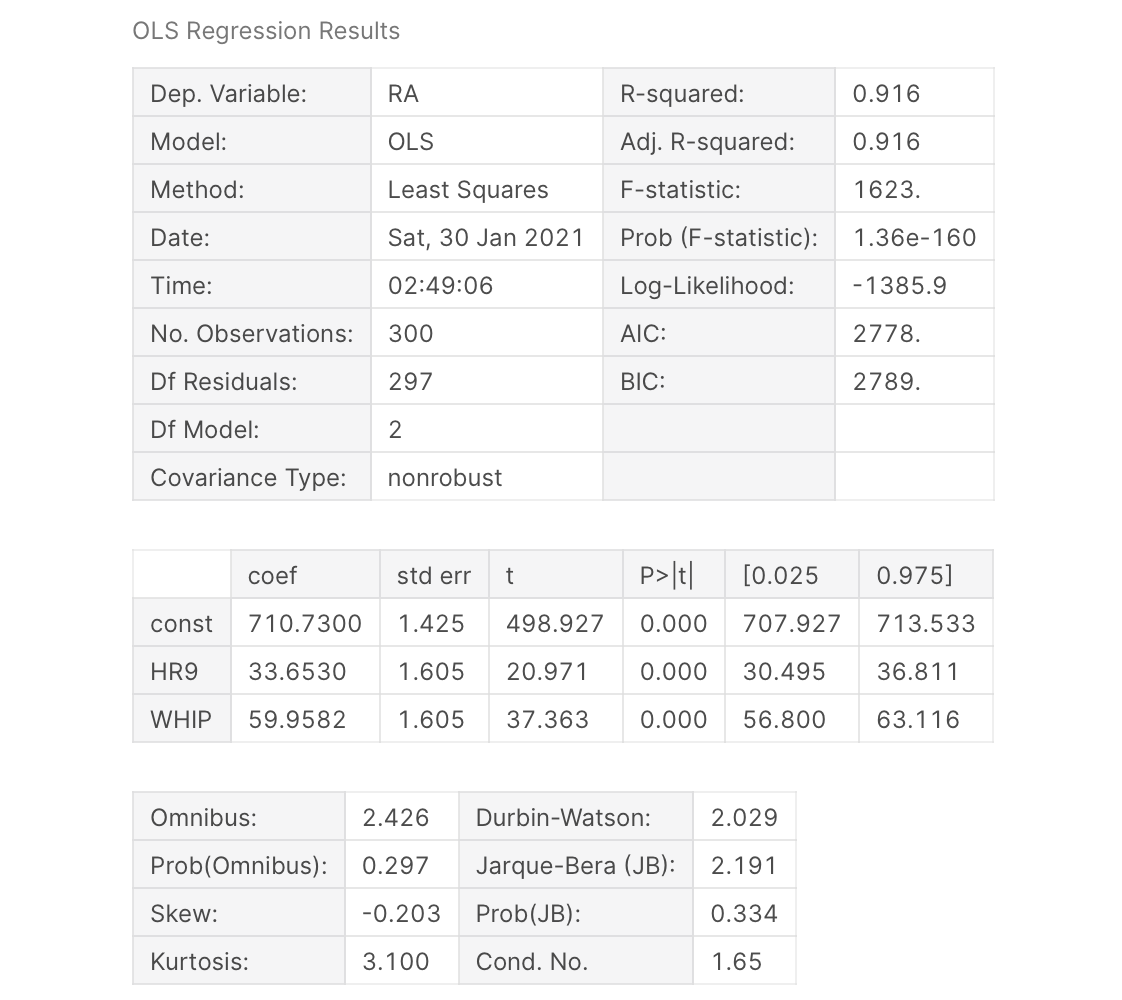 OLS Regression Results
Dep. Variable: RA R-squared: 0.916
Model: OLS Adj. R-squared: 0.916
Method: Least Squares F-statistic: 1623.
Date: Sat, 30 Jan 2021 Prob (F-statistic): 1.36e-160
Time: 02:49:06 Log-Likelihood: -1385.9
No. Observations: 300 AIC: 2778.
Df Residuals: 297 BIC: 2789.
Df Model: 2
Covariance Type: nonrobust
coef std err t P>|t| [0.025 0.975]
const 710.7300 1.425 498.927 0.000 707.927 713.533
HR9 33.6530 1.605 20.971 0.000 30.495 36.811
WHIP 59.9582 1.605 37.363 0.000 56.800 63.116
Omnibus: 2.426 Durbin-Watson: 2.029
Prob(Omnibus): 0.297 Jarque-Bera (JB): 2.191
Skew: -0.203 Prob(JB): 0.334
Kurtosis: 3.100 Cond. No. 1.65